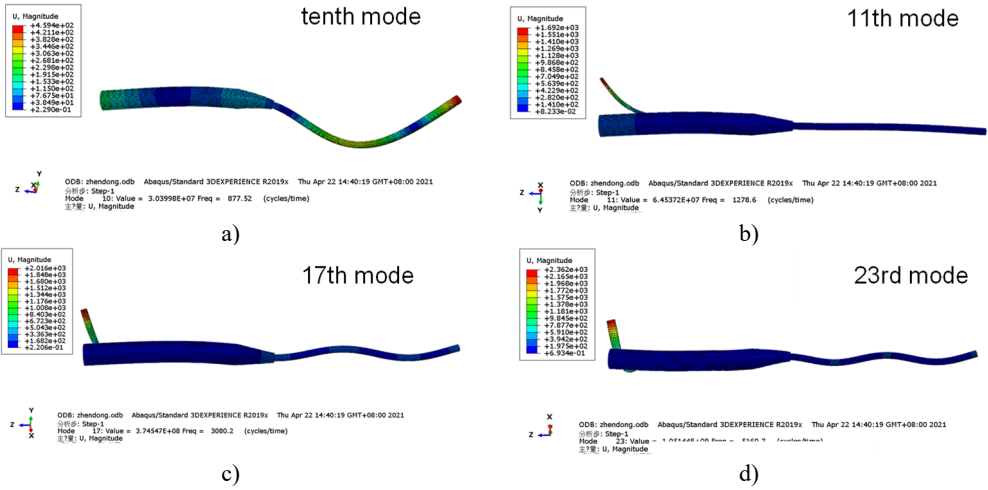 U, Magnitude
+4.594e+02
+4.211e+02
+3.828e+02
+3.446e+02
+3.063e+02
+2.681e+02
+2.298e+02
+1.915e+02
+1.533e+02
+1.150e+02
+7.675e+01
+3.849e+01
+2.290e-01
tenth mode
Y
X
Z
ODB: zhendong.odb Abaqus/Standard 3DEXPERIENCE R2019x Thu Apr 22 14:40:19 GMT+08:00 2021
分析步: Step-1
Mode 10: Value = 3.03998E+07 Freq = 877.52 (cycles/time)
主?量: U, Magnitude
a)
U, Magnitude
+1.692e+03
+1.551e+03
+1.410e+03
+1.269e+03
+1.128e+03
+9.868e+02
+8.458e+02
+7.049e+02
+5.639e+02
+4.229e+02
+2.820e+02
+1.410e+02
+8.233e-02
11th mode
X
Z
Y
ODB: zhendong.odb Abaqus/Standard 3DEXPERIENCE R2019x Thu Apr 22 14:40:19 GMT+08:00 2021
分析步: Step-1
Mode 11: Value = 6.45372E+07 Freq = 1278.6 (cycles/time)
主?量: U, Magnitude
b)
U, Magnitude
+2.016e+03
+1.848e+03
+1.680e+03
+1.512e+03
+1.344e+03
+1.176e+03
+1.008e+03
+8.403e+02
+6.723e+02
+5.043e+02
+3.363e+02
+1.682e+02
+2.206e-01
17th mode
Y
Z
X
ODB: zhendong.odb Abaqus/Standard 3DEXPERIENCE R2019x Thu Apr 22 14:40:19 GMT+08:00 2021
分析步: Step-1
Mode 17: Value = 3.74547E+08 Freq = 3080.2 (cycles/time)
主?量: U, Magnitude
c)
U, Magnitude
+2.362e+03
+2.165e+03
+1.968e+03
+1.772e+03
+1.575e+03
+1.378e+03
+1.181e+03
+9.845e+02
+7.877e+02
+5.910e+02
+3.942e+02
+1.975e+02
+6.934e-01
23rd mode
Z
ODB: zhendong.odb Abaqus/Standard 3DEXPERIENCE R2019x Thu Apr 22 14:40:19 GMT+08:00 2021
分析步: Step-1
Mode 23: Value = Freq = (cycles/time)
主?量: U, Magnitude
d)